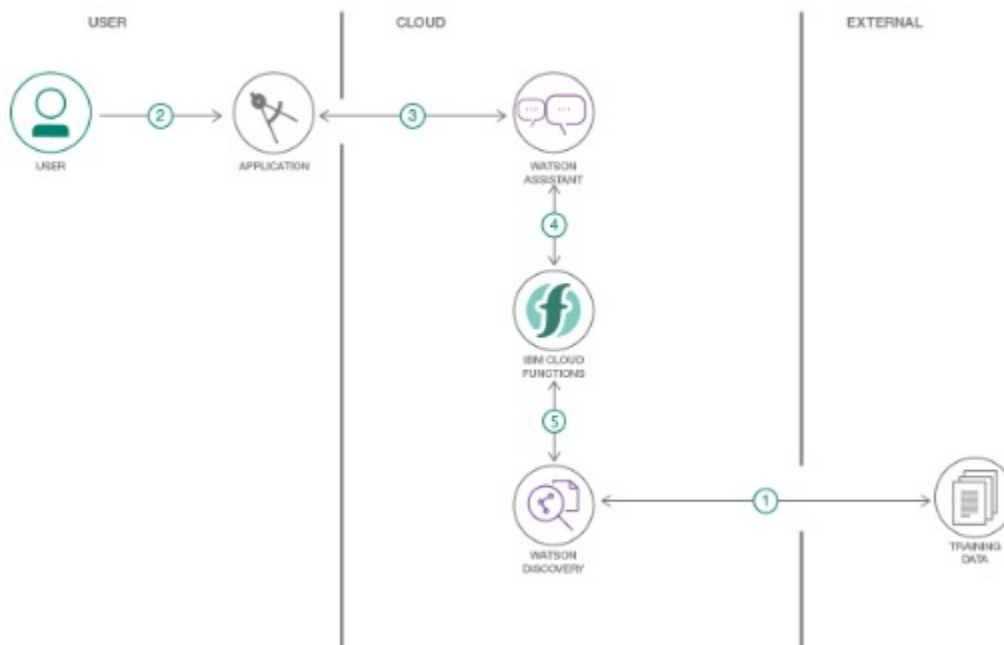 USER
CLOUD
EXTERNAL
2
3
USER
APPLICATION
WATSON
ASSISTANT
4
IBM CLOUD
FUNCTIONS
5
1
WATSON
DISCOVERY
TRAINING
DATA